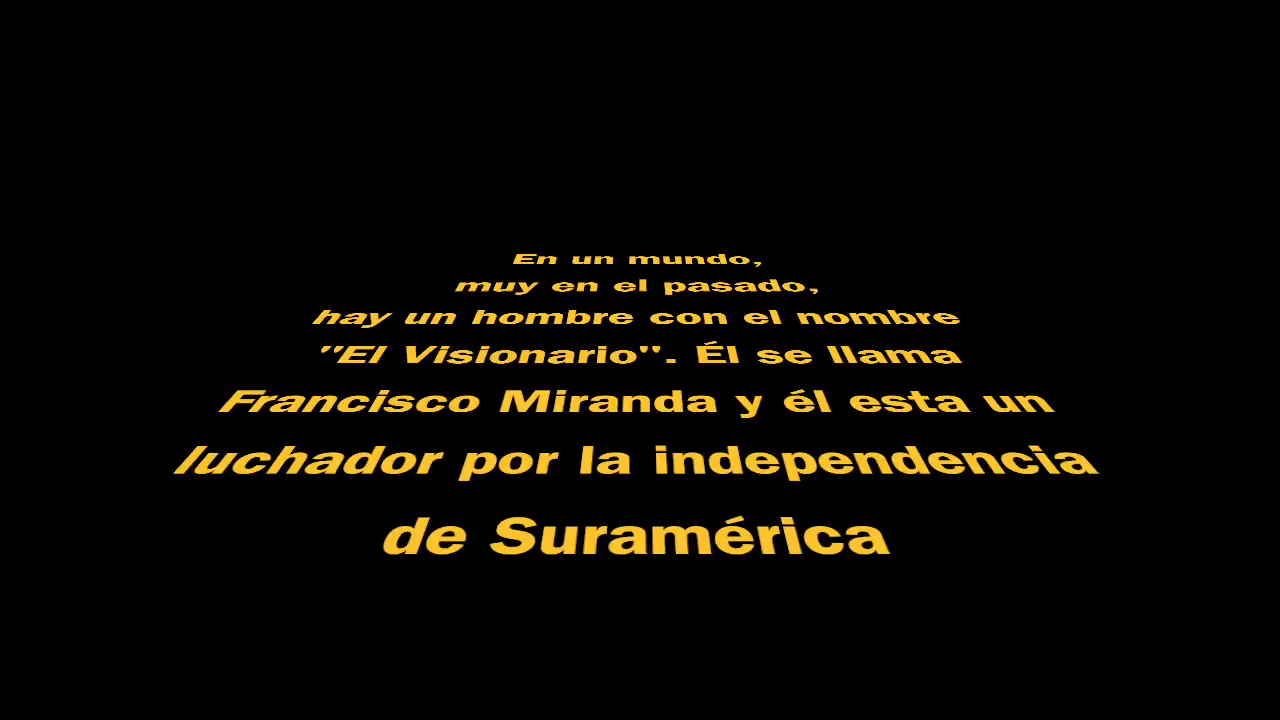 En un mundo,
muy en el pasado,
hay un hombre con el nombre
"El Visionario". Él se llama
Francisco Miranda y él esta un
luchador por la independencia
de Suramérica